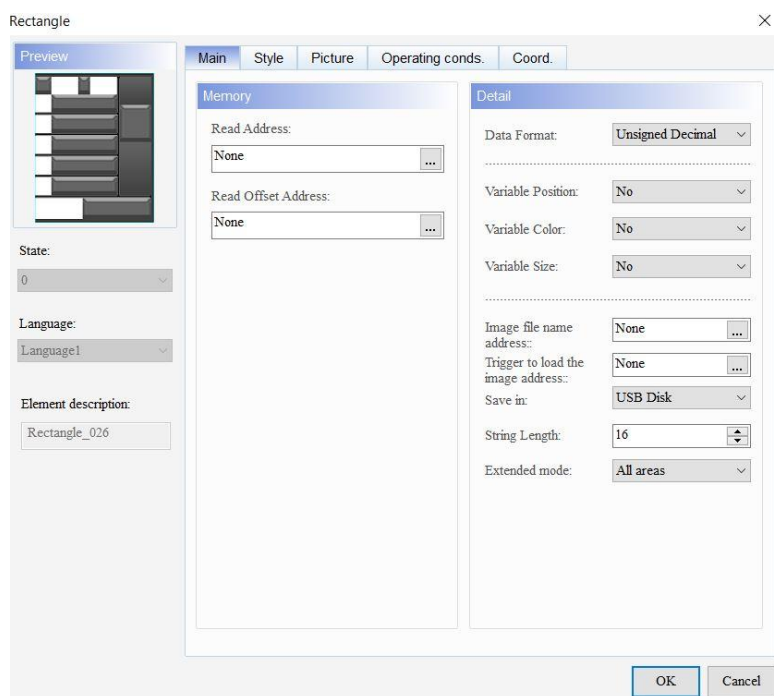 Rectangle
Preview
Main Style Picture Operating conds. Coord.
Memory
Read Address:
None ...
Read Offset Address:
None ...
Detail
Data Format: Unsigned Decimal
Variable Position: No
Variable Color: No
Variable Size: No
Image file name
address:: None ...
Trigger to load the
image address:: None ...
Save in: USB Disk
String Length: 16
Extended mode: All areas
State:
0
Language:
Language1
Element description:
Rectangle_026
OK Cancel